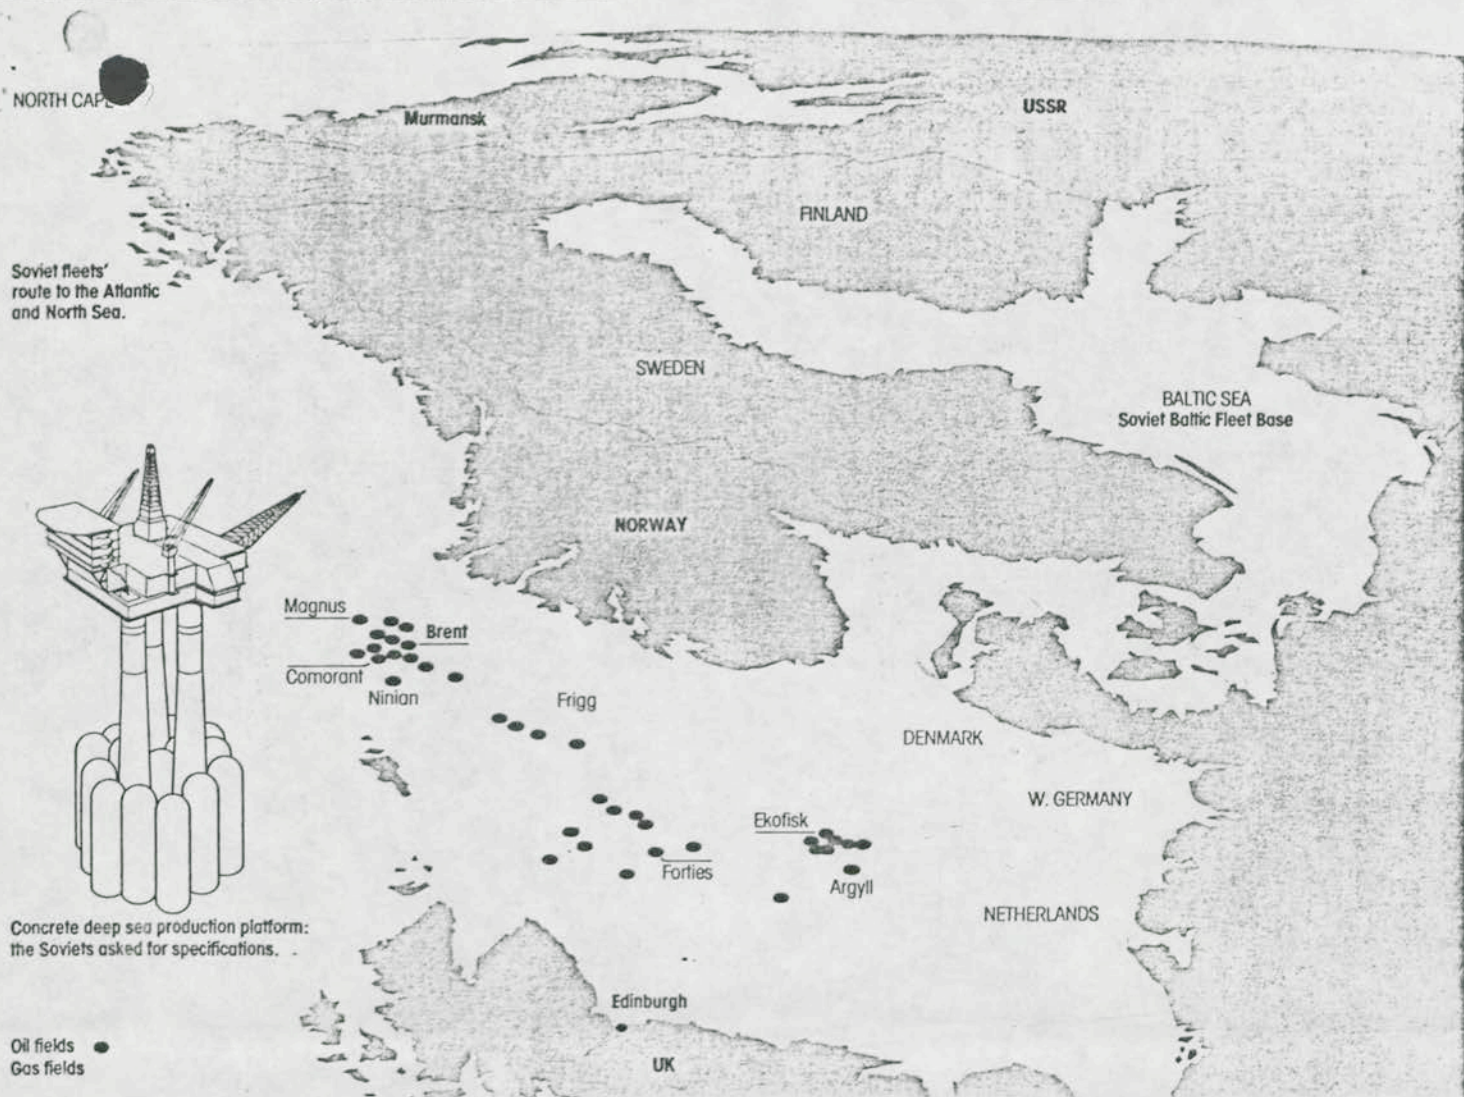 NORTH CAPE
Murmansk
USSR
FINLAND
Soviet fleets'
route to the Atlantic
and North Sea.
SWEDEN
BALTIC SEA
Soviet Baltic Fleet Base
NORWAY
Magnus
Brent
Comorant
Ninian
Frigg
DENMARK
W. GERMANY
Ekofisk
Forties
Argyll
NETHERLANDS
Concrete deep sea production platform:
the Soviets asked for specifications.
Edinburgh
Oil fields
Gas fields
UK